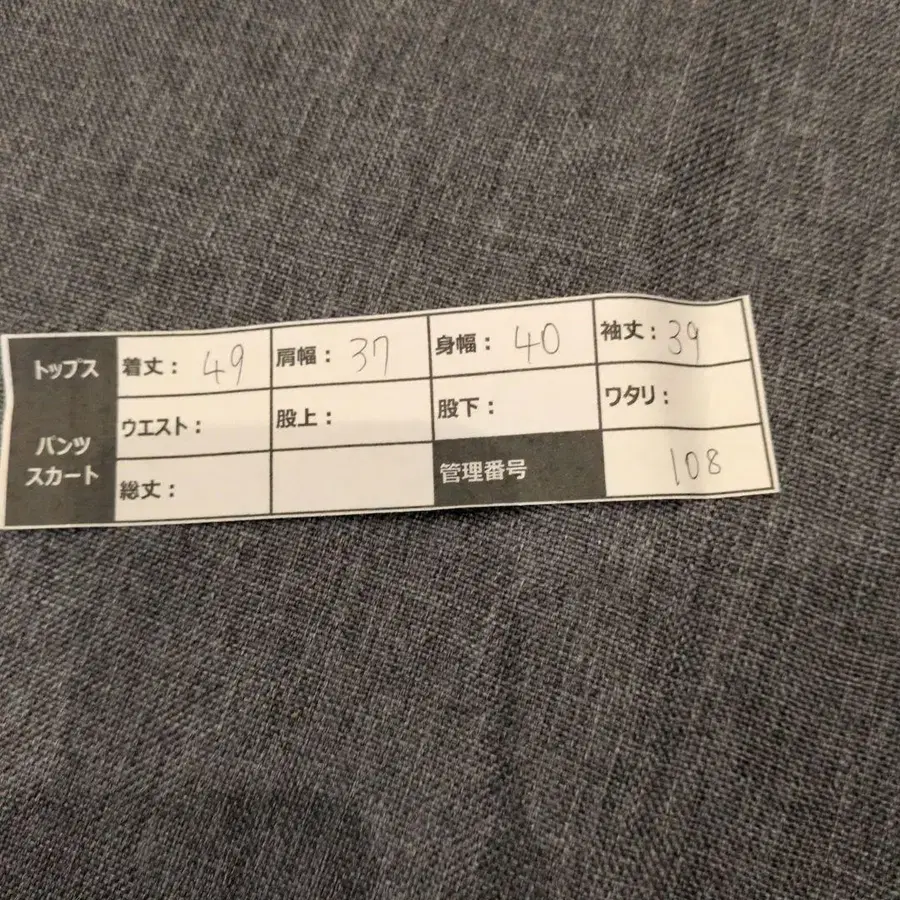 トップス 着丈： 49 肩幅： 37 身幅： 40 袖丈： 39
パンツ スカート ウエスト： 股上： 股下： ワタリ：
総丈： 管理番号 108